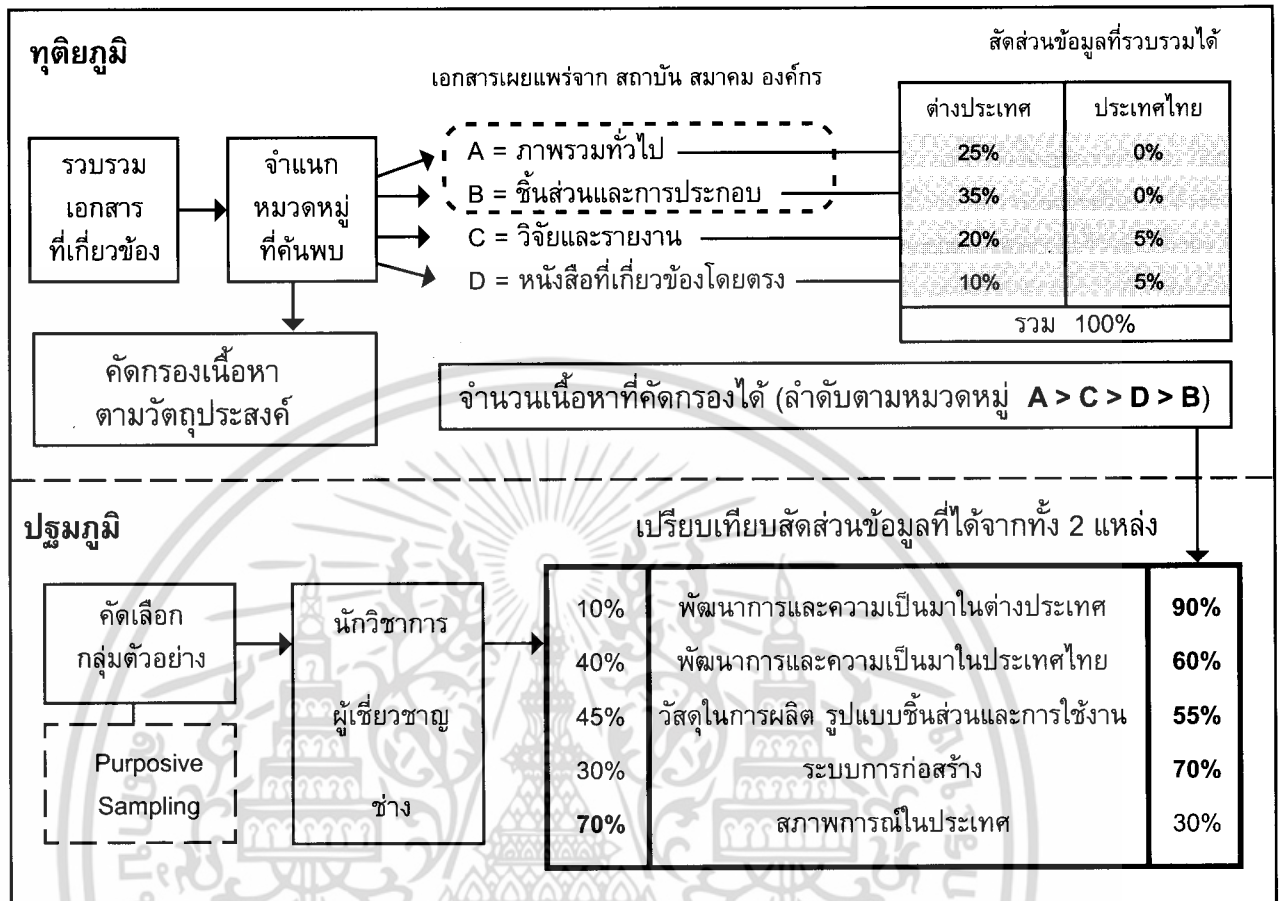 ทุติยภูมิ
สัดส่วนข้อมูลที่รวบรวมได้
เอกสารเผยแพร่จาก สถาบัน สมาคม องค์กร
ต่างประเทศ ประเทศไทย
รวบรวม
เอกสาร
ที่เกี่ยวข้อง
จำแนก
หมวดหมู่
ที่ค้นพบ
A = ภาพรวมทั่วไป 25% 0%
B = ชิ้นส่วนและการประกอบ 35% 0%
C = วิจัยและรายงาน 20% 5%
D = หนังสือที่เกี่ยวข้องโดยตรง 10% 5%
รวม 100%
คัดกรองเนื้อหา
ตามวัตถุประสงค์
จำนวนเนื้อหาที่คัดกรองได้ (ลำดับตามหมวดหมู่ A > C > D > B)
ปฐมภูมิ
เปรียบเทียบสัดส่วนข้อมูลที่ได้จากทั้ง 2 แหล่ง
คัดเลือก
กลุ่มตัวอย่าง
Purposive
Sampling
นักวิชาการ
ผู้เชี่ยวชาญ
ช่าง
10% พัฒนาการและความเป็นมาในต่างประเทศ 90%
40% พัฒนาการและความเป็นมาในประเทศไทย 60%
45% วัสดุในการผลิต รูปแบบชิ้นส่วนและการใช้งาน 55%
30% ระบบการก่อสร้าง 70%
70% สภาพการณ์ในประเทศ 30%